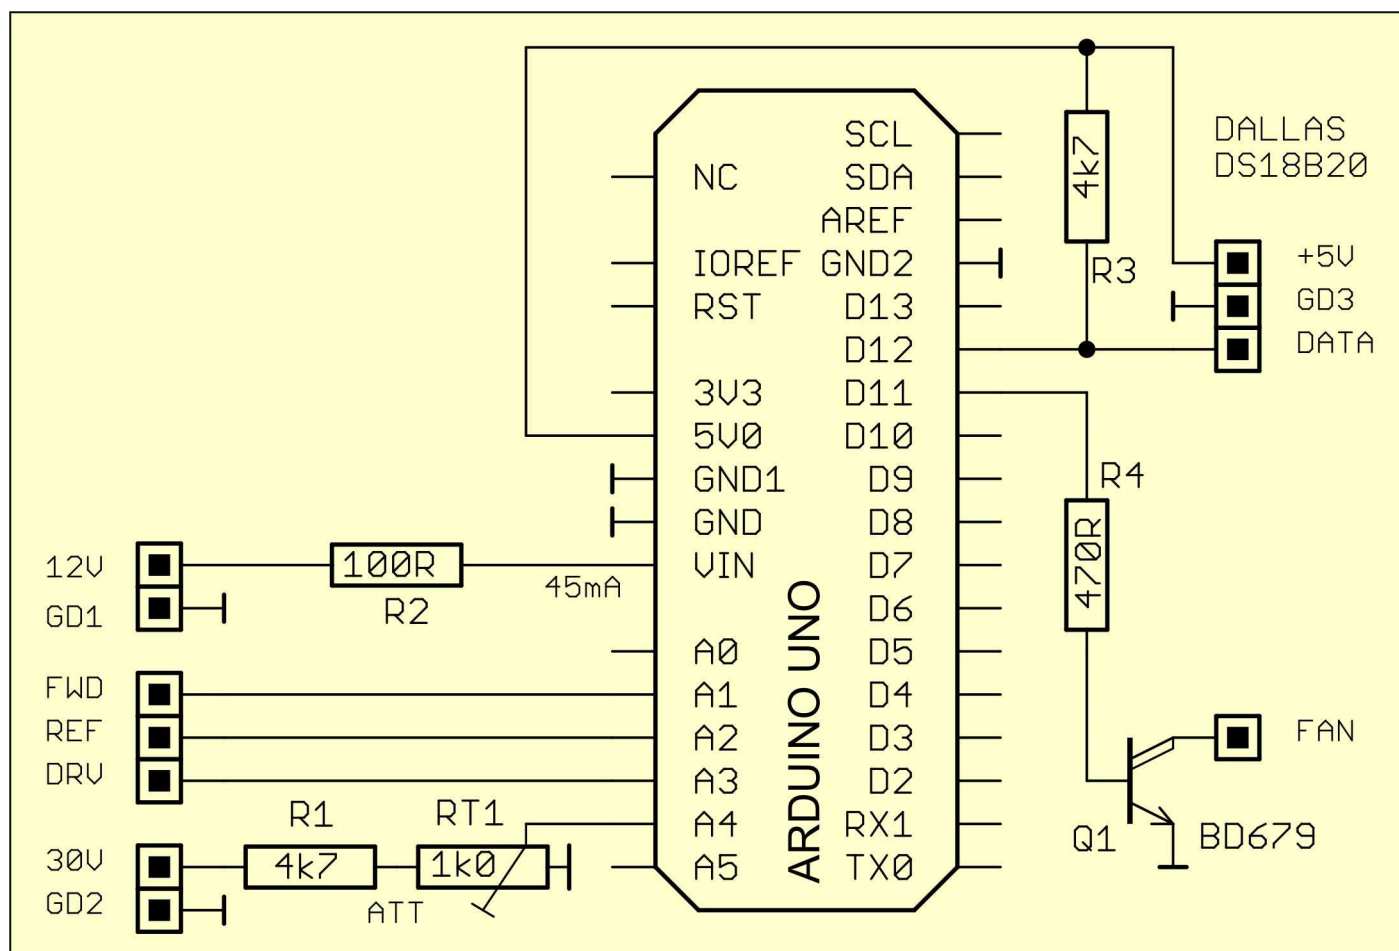 DALLAS
DS18B20
4k7
R3
+5V
GD3
DATA
NC
IOREF
RST
3V3
5V0
GND1
GND
VIN
A0
A1
A2
A3
A4
A5
SCL
SDA
AREF
GND2
D13
D12
D11
D10
D9
D8
D7
D6
D5
D4
D3
D2
RX1
TX0
ARDUINO UNO
12V
GD1
100R
R2
45mA
FWD
REF
DRV
R1
RT1
30V
GD2
4k7
1k0
ATT
R4
470R
FAN
Q1
BD679